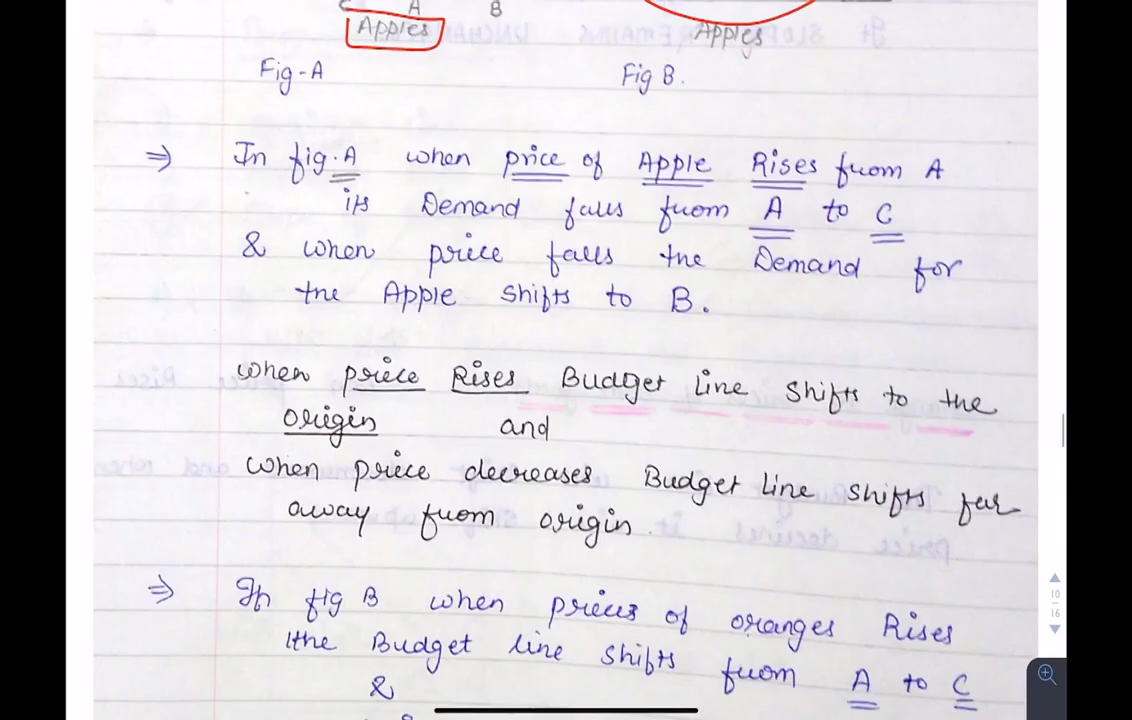 C A B
Apples
Apples
Fig-A
Fig B.
⇒ In fig.A when price of Apple Rises from A
its Demand falls from A to C
& when price falls the Demand for
the Apple shifts to B.
when price Rises Budget Line shifts to the
origin and
when price decreases Budget Line shifts far
away from origin.
⇒ In fig B when prices of oranges Rises
the Budget line shifts from A to C
&
10
16